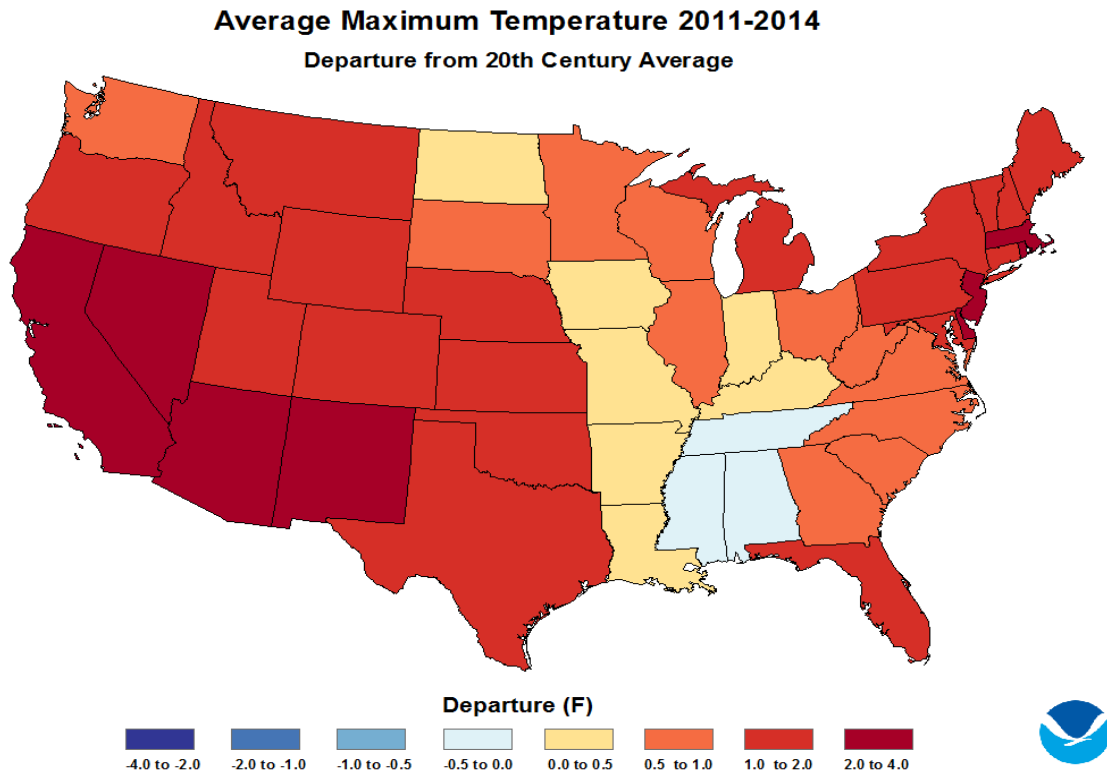 Average Maximum Temperature 2011-2014
Departure from 20th Century Average
Departure (F)
-4.0 to -2.0 -2.0 to -1.0 -1.0 to -0.5 -0.5 to 0.0 0.0 to 0.5 0.5 to 1.0 1.0 to 2.0 2.0 to 4.0